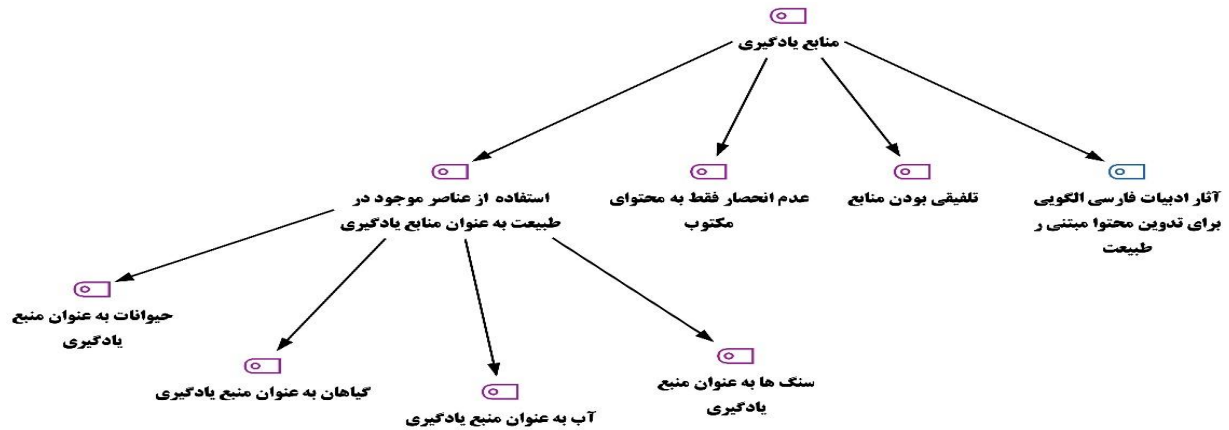 منابع یادگیری
آثار ادبیات فارسی الگویی
برای تدوین محتوا مبتنی ر
طبیعت
تلفیقی بودن منابع
عدم انحصار فقط به محتوای
مکتوب
استفاده از عناصر موجود در
طبیعت به عنوان منابع یادگیری
سنگ ها به عنوان منبع
یادگیری
آب به عنوان منبع یادگیری
گیاهان به عنوان منبع یادگیری
حیوانات به عنوان منبع
یادگیری